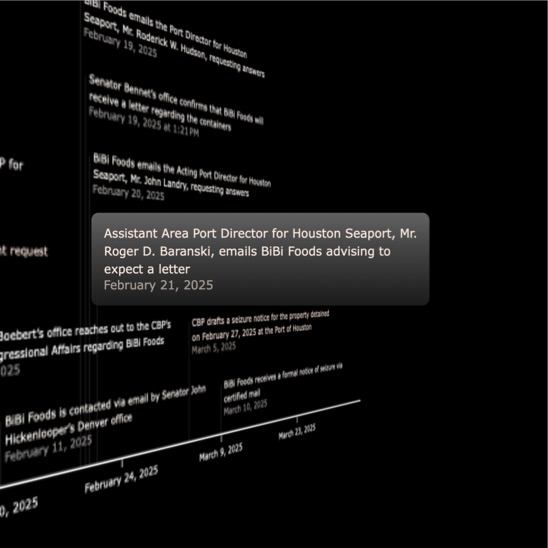 BiBi Foods emails the Port Director for Houston
Seaport, Mr. Roderick W. Hudson, requesting answers
February 19, 2025
Senator Bennet's office confirms that BiBi Foods will
receive a letter regarding the containers
February 19, 2025 at 1:21 PM
P for
BiBi Foods emails the Acting Port Director for Houston
Seaport, Mr. John Landry, requesting answers
February 20, 2025
Assistant Area Port Director for Houston Seaport, Mr.
Roger D. Baranski, emails BiBi Foods advising to
expect a letter
February 21, 2025
nt request
Boebert's office reaches out to the CBP's
gressional Affairs regarding BiBi Foods
025
CBP drafts a seizure notice for the property detained
on February 27, 2025 at the Port of Houston
March 5, 2025
BiBi Foods is contacted via email by Senator John
Hickenlooper's Denver office
February 11, 2025
BiBi Foods receives a formal notice of seizure via
certified mail
March 10, 2025
0, 2025
February 24, 2025
March 9, 2025
March 23, 2025